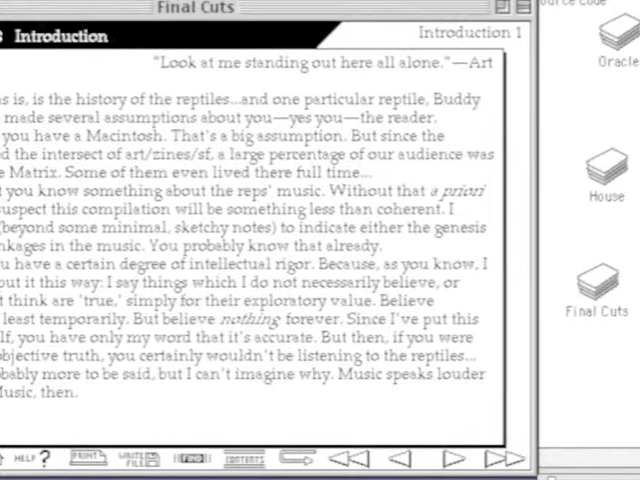 Final Cuts
Introduction
Introduction 1
"Look at me standing out here all alone."—Art
s is, is the history of the reptiles...and one particular reptile, Buddy
made several assumptions about you—yes you—the reader.
you have a Macintosh. That's a big assumption. But since the
d the intersect of art/zines/sf, a large percentage of our audience was
e Matrix. Some of them even lived there full time...
t you know something about the reps' music. Without that a priori
suspect this compilation will be something less than coherent. I
(beyond some minimal, sketchy notes) to indicate either the genesis
nkages in the music. You probably know that already.
u have a certain degree of intellectual rigor. Because, as you know, I
put it this way: I say things which I do not necessarily believe, or
t think are 'true,' simply for their exploratory value. Believe
least temporarily. But believe nothing forever. Since I've put this
lf, you have only my word that it's accurate. But then, if you were
bjective truth, you certainly wouldn't be listening to the reptiles...
bably more to be said, but I can't imagine why. Music speaks louder
Music, then.
HELP ?
PRINT
WRITE FILE
FIND
CONTENTS
ource Code
Oracle
House
Final Cuts